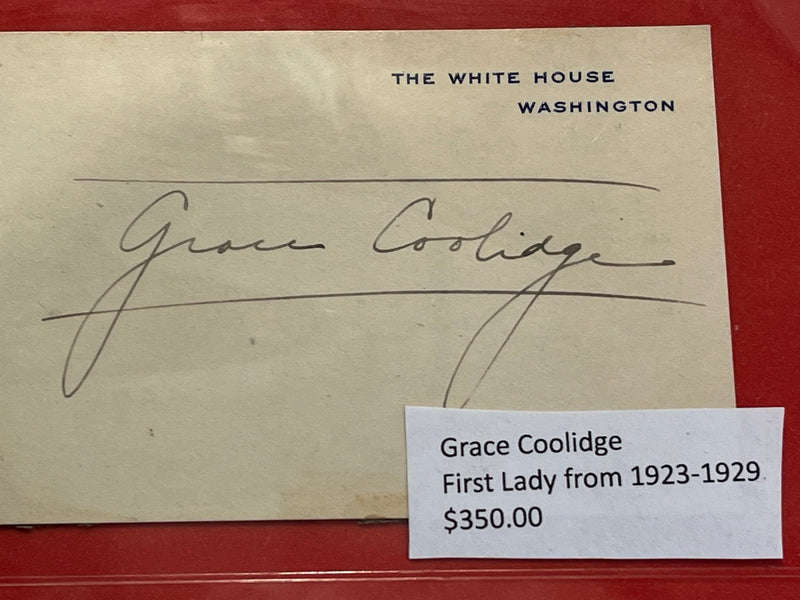 THE WHITE HOUSE
WASHINGTON
Grace Coolidge
Grace Coolidge
First Lady from 1923-1929
$350.00